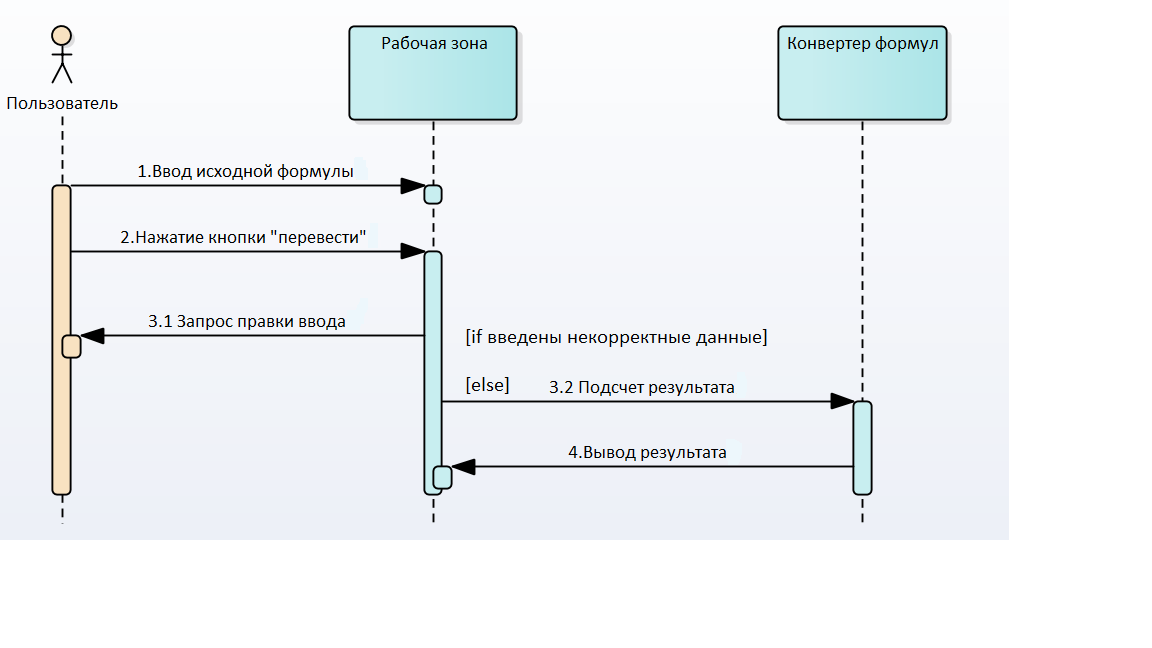 Рабочая зона
Конвертер формул
Пользователь
1.Ввод исходной формулы
2.Нажатие кнопки "перевести"
3.1 Запрос правки ввода
[if введены некорректные данные]
[else]
3.2 Подсчет результата
4.Вывод результата